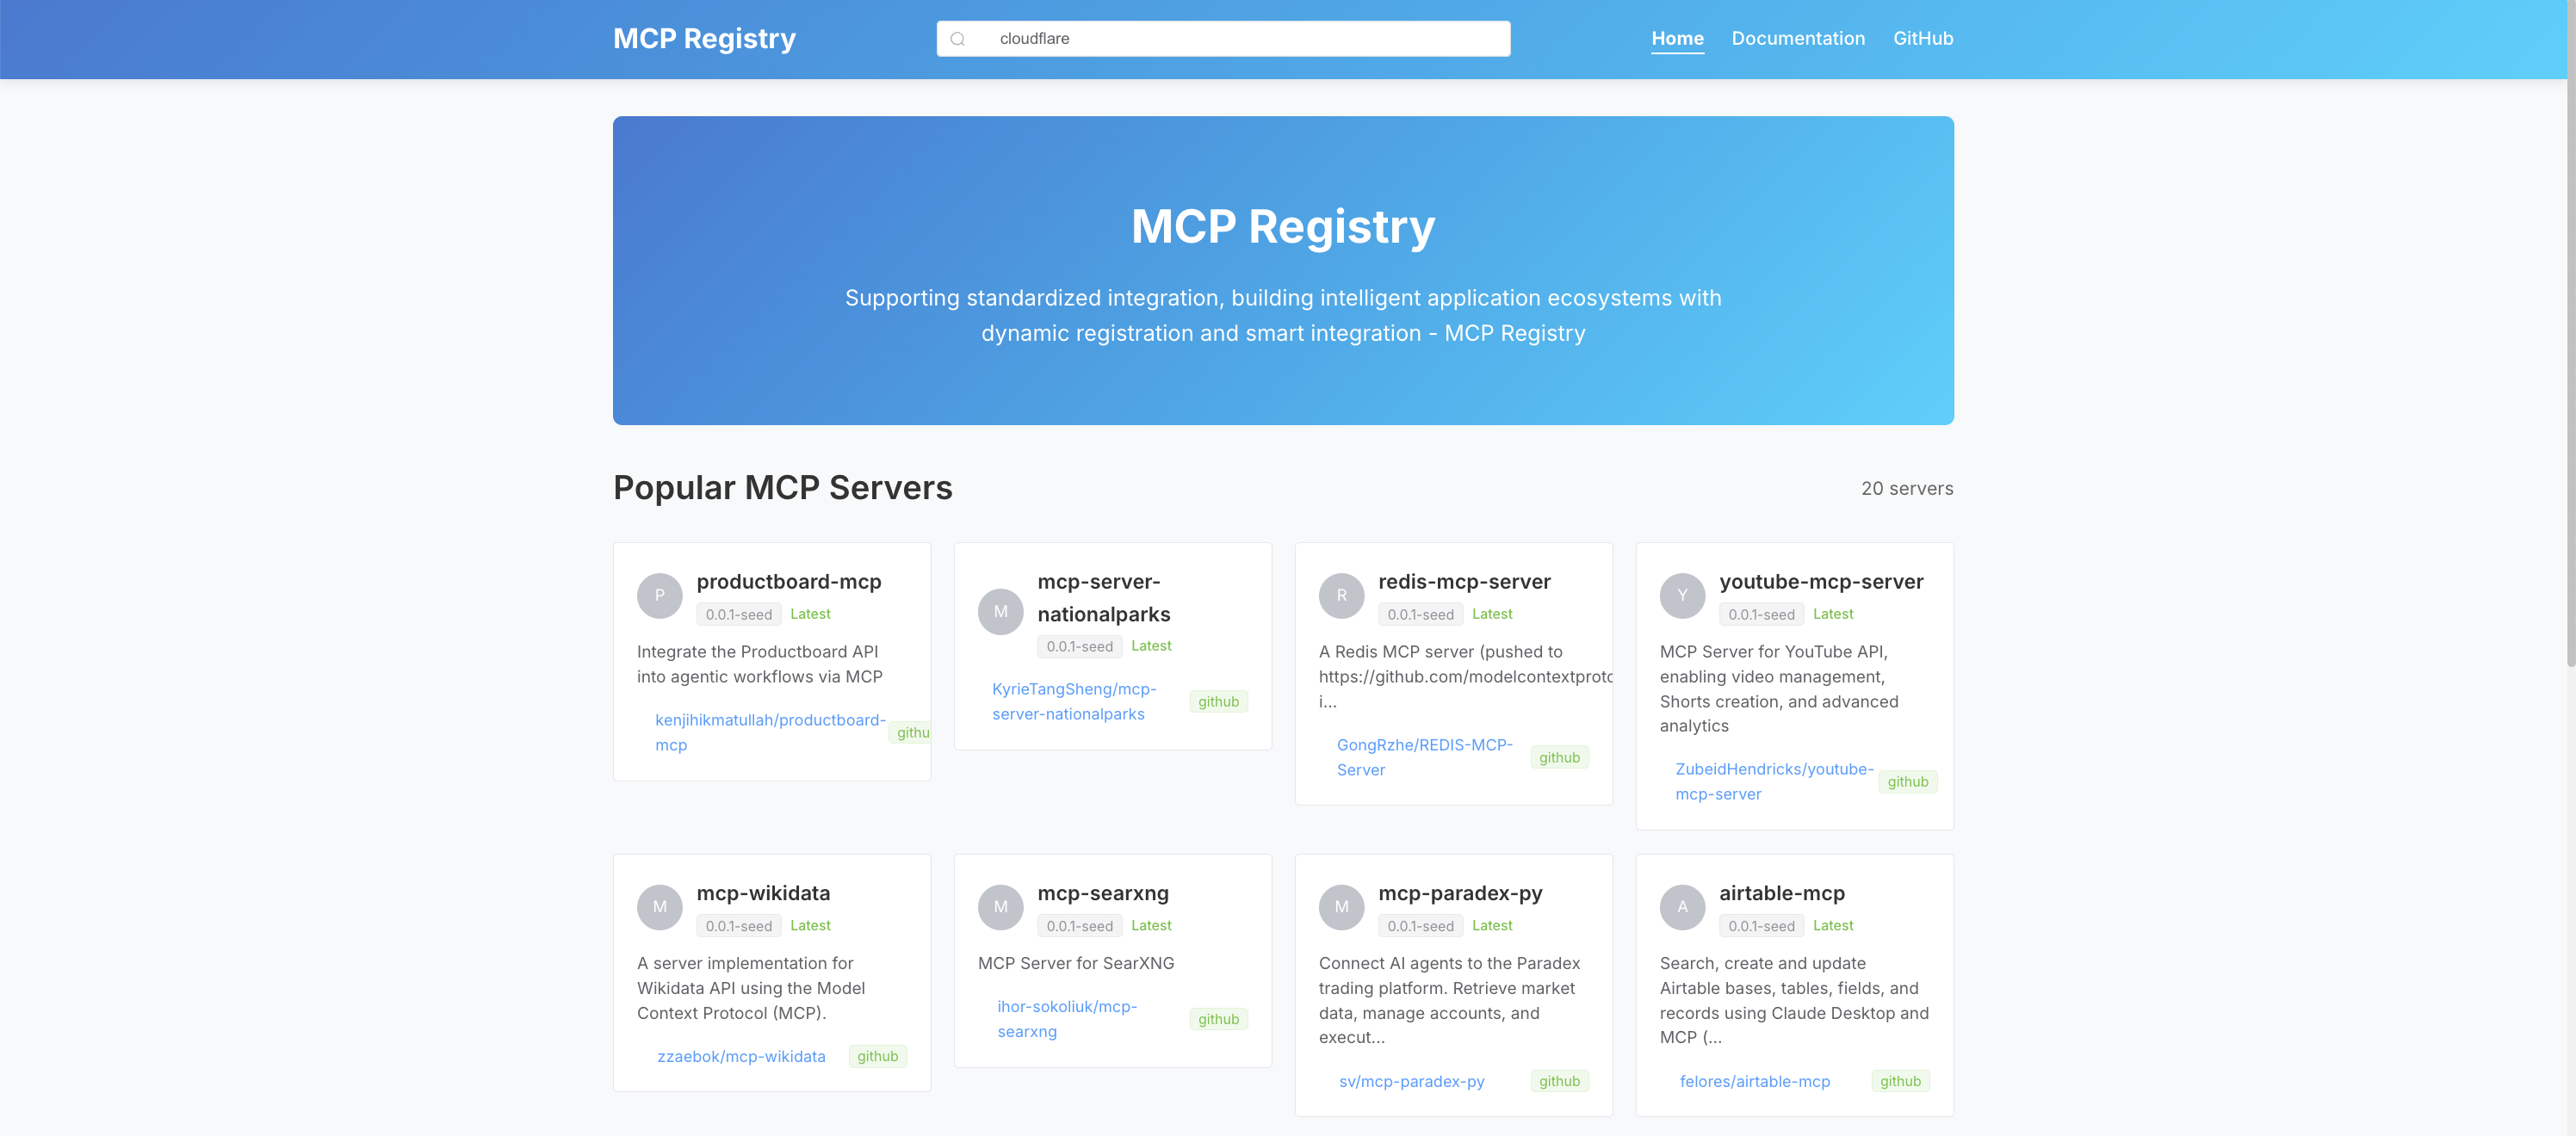 MCP Registry
cloudflare
Home
Documentation
GitHub
MCP Registry
Supporting standardized integration, building intelligent application ecosystems with
dynamic registration and smart integration - MCP Registry
Popular MCP Servers
20 servers
P
productboard-mcp
0.0.1-seed
Latest
Integrate the Productboard API
into agentic workflows via MCP
kenjihikmatullah/productboard-
mcp
githu
M
mcp-server-
nationalparks
0.0.1-seed
Latest
KyrieTangSheng/mcp-
server-nationalparks
github
R
redis-mcp-server
0.0.1-seed
Latest
A Redis MCP server (pushed to
https://github.com/modelcontextproto
i...
GongRzhe/REDIS-MCP-
Server
github
Y
youtube-mcp-server
0.0.1-seed
Latest
MCP Server for YouTube API,
enabling video management,
Shorts creation, and advanced
analytics
ZubeidHendricks/youtube-
mcp-server
github
M
mcp-wikidata
0.0.1-seed
Latest
A server implementation for
Wikidata API using the Model
Context Protocol (MCP).
zzaebok/mcp-wikidata
github
M
mcp-searxng
0.0.1-seed
Latest
MCP Server for SearXNG
ihor-sokoliuk/mcp-
searxng
github
M
mcp-paradex-py
0.0.1-seed
Latest
Connect AI agents to the Paradex
trading platform. Retrieve market
data, manage accounts, and
execut...
sv/mcp-paradex-py
github
A
airtable-mcp
0.0.1-seed
Latest
Search, create and update
Airtable bases, tables, fields, and
records using Claude Desktop and
MCP (...
felores/airtable-mcp
github